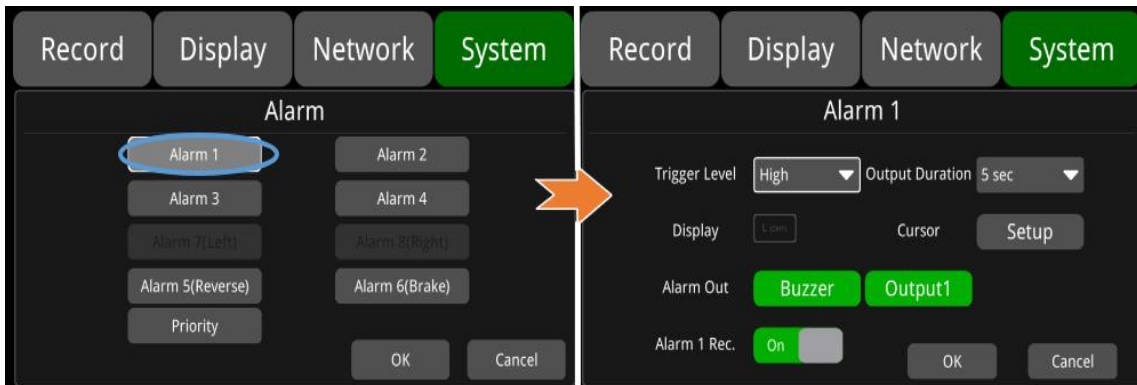 Record Display Network System
Alarm
Alarm 1 Alarm 2
Alarm 3 Alarm 4
Alarm 7(Left) Alarm 8(Right)
Alarm 5(Reverse) Alarm 6(Brake)
Priority
OK Cancel
Record Display Network System
Alarm 1
Trigger Level High Output Duration 5 sec
Display Cursor Setup
Alarm Out Buzzer Output1
Alarm 1 Rec. On
OK Cancel